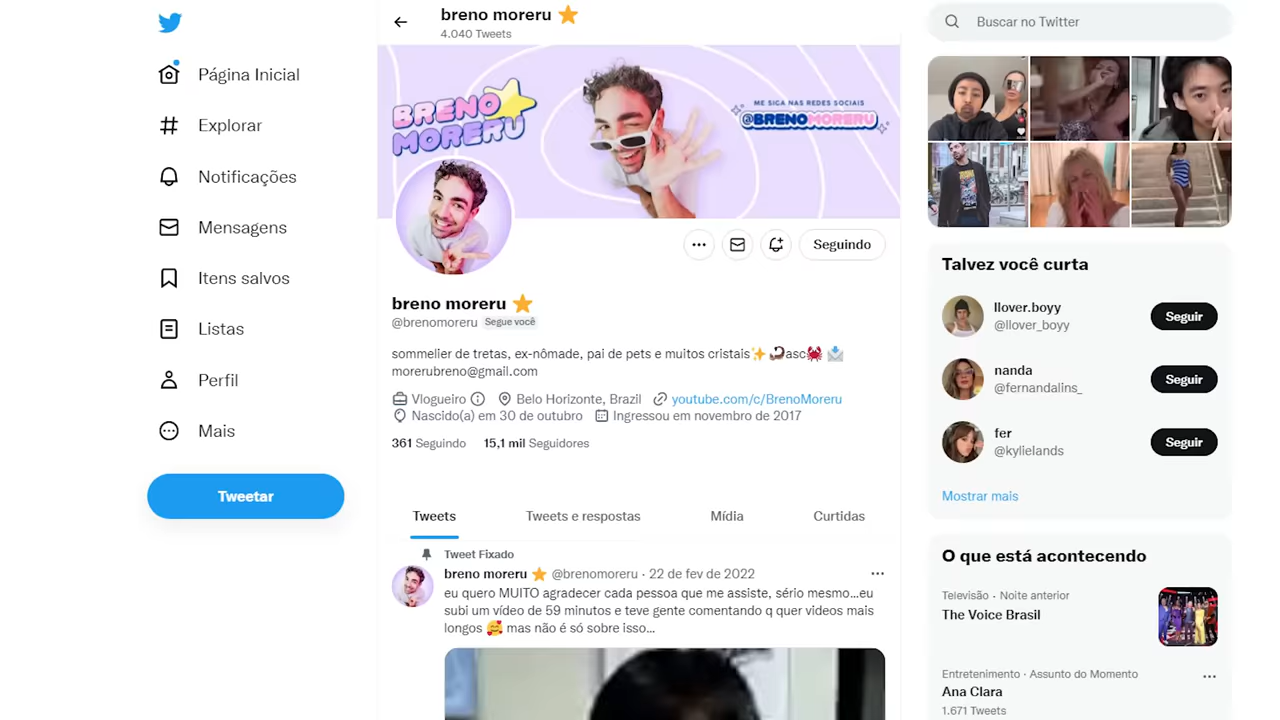 Página Inicial
Explorar
Notificações
Mensagens
Itens salvos
Listas
Perfil
Mais
Tweetar
breno moreru ⭐
4.040 Tweets
BRENO
MORERU
ME SIGA NAS REDES SOCIAIS
@BRENOMORERU
Seguindo
breno moreru ⭐
@brenomoreru Segue você
sommelier de tretas, ex-nômade, pai de pets e muitos cristais✨ 🦂asc🦀 📩
morerubreno@gmail.com
Vlogueiro Belo Horizonte, Brazil youtube.com/c/BrenoMoreru
Nascido(a) em 30 de outubro Ingressou em novembro de 2017
361 Seguindo 15,1 mil Seguidores
Tweets Tweets e respostas Mídia Curtidas
Tweet Fixado
breno moreru ⭐ @brenomoreru · 22 de fev de 2022
eu quero MUITO agradecer cada pessoa que me assiste, sério mesmo...eu
subi um vídeo de 59 minutos e teve gente comentando q quer videos mais
longos 🥰 mas não é só sobre isso...
Buscar no Twitter
Talvez você curta
llover.boyy
@llover_boyy
Seguir
nanda
@fernandalins_
Seguir
fer
@kylielands
Seguir
Mostrar mais
O que está acontecendo
Televisão · Noite anterior
The Voice Brasil
Entretenimento · Assunto do Momento
Ana Clara
1.671 Tweets